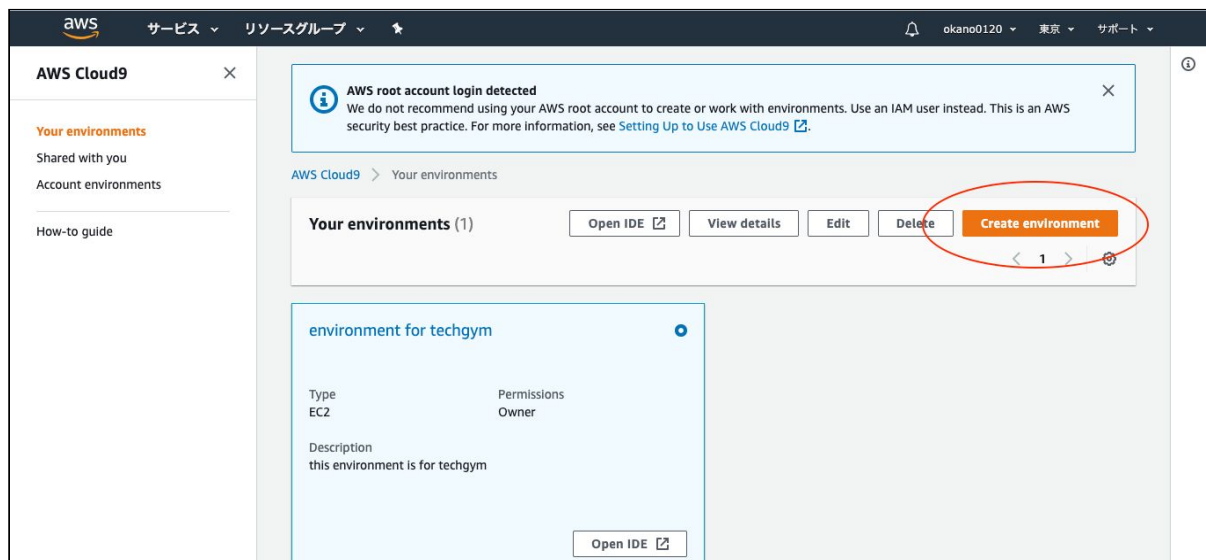 aws サービス リソースグループ okano0120 東京 サポート
AWS Cloud9
Your environments
Shared with you
Account environments
How-to guide
AWS root account login detected
We do not recommend using your AWS root account to create or work with environments. Use an IAM user instead. This is an AWS
security best practice. For more information, see Setting Up to Use AWS Cloud9.
AWS Cloud9 > Your environments
Your environments (1) Open IDE View details Edit Delete Create environment
< 1 >
environment for techgym
Type Permissions
EC2 Owner
Description
this environment is for techgym
Open IDE